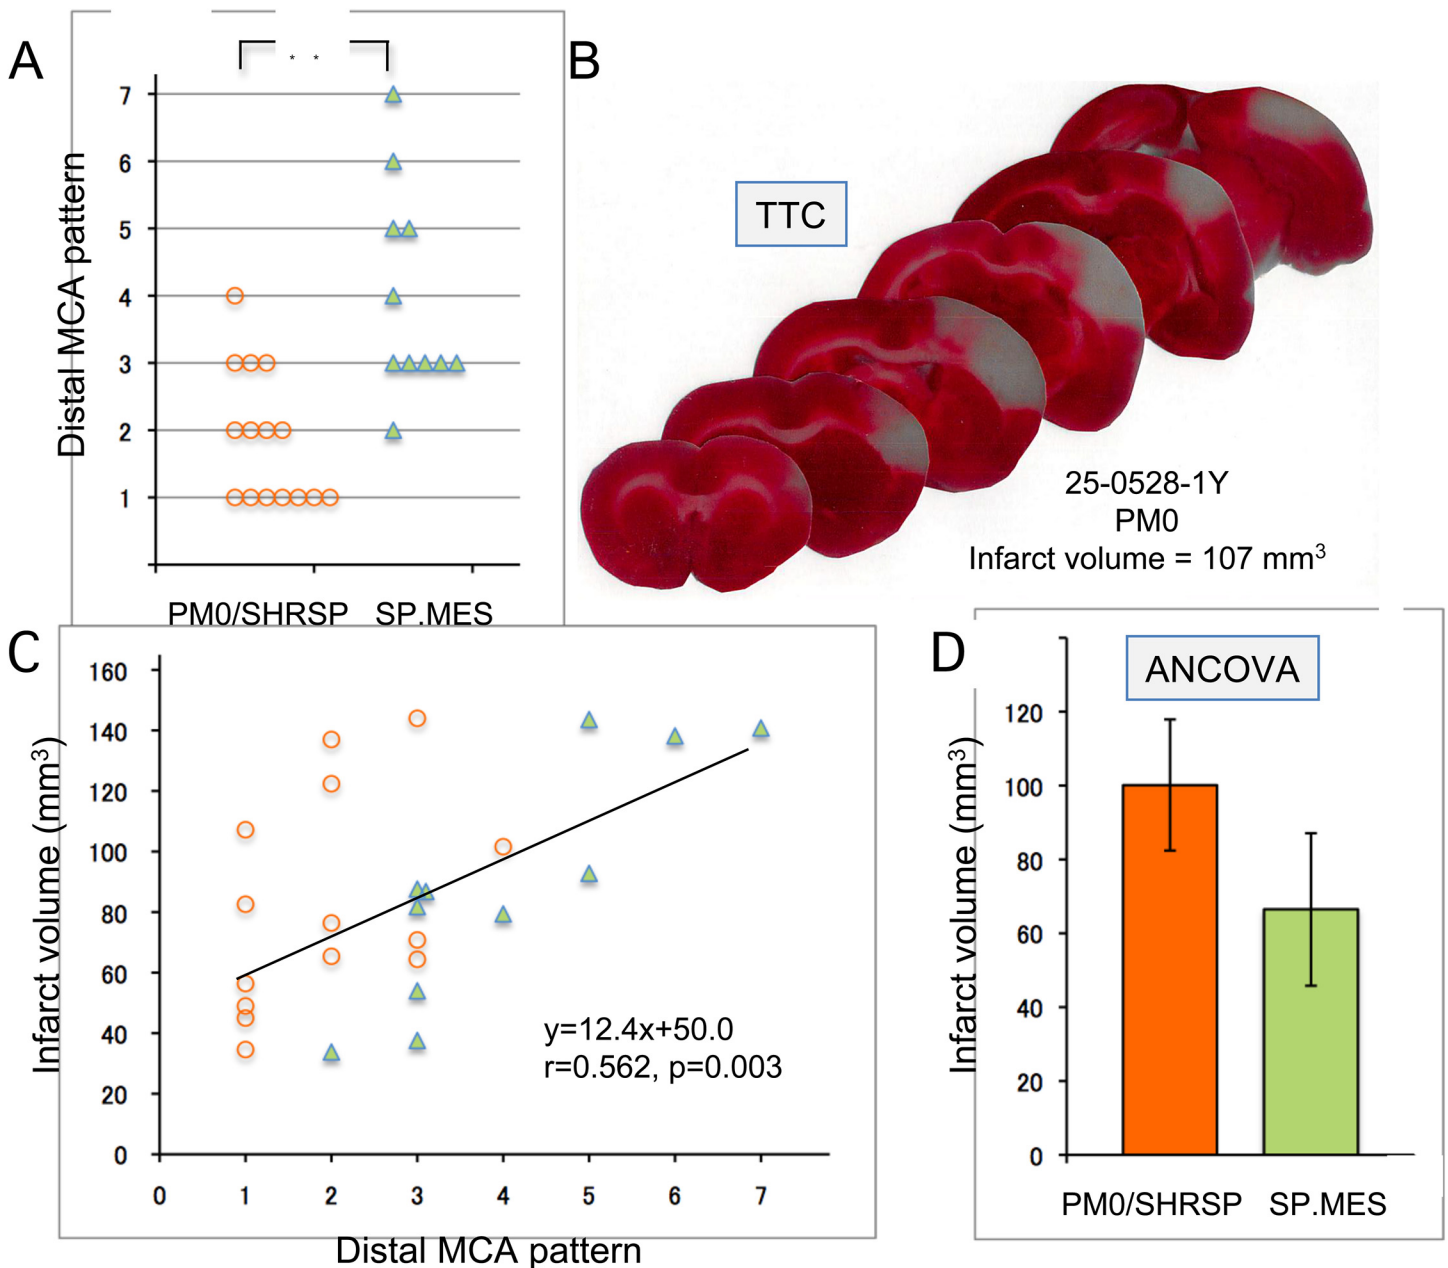 A
* *
7
6
5
4
3
2
1
Distal MCA pattern
PM0/SHRSP SP.MES
B
TTC
25-0528-1Y
PM0
Infarct volume = 107 mm³
C
160
140
120
100
80
60
40
20
0
Infarct volume (mm³)
y=12.4x+50.0
r=0.562, p=0.003
0 1 2 3 4 5 6 7
Distal MCA pattern
D
ANCOVA
120
100
80
60
40
20
0
Infarct volume (mm³)
PM0/SHRSP SP.MES